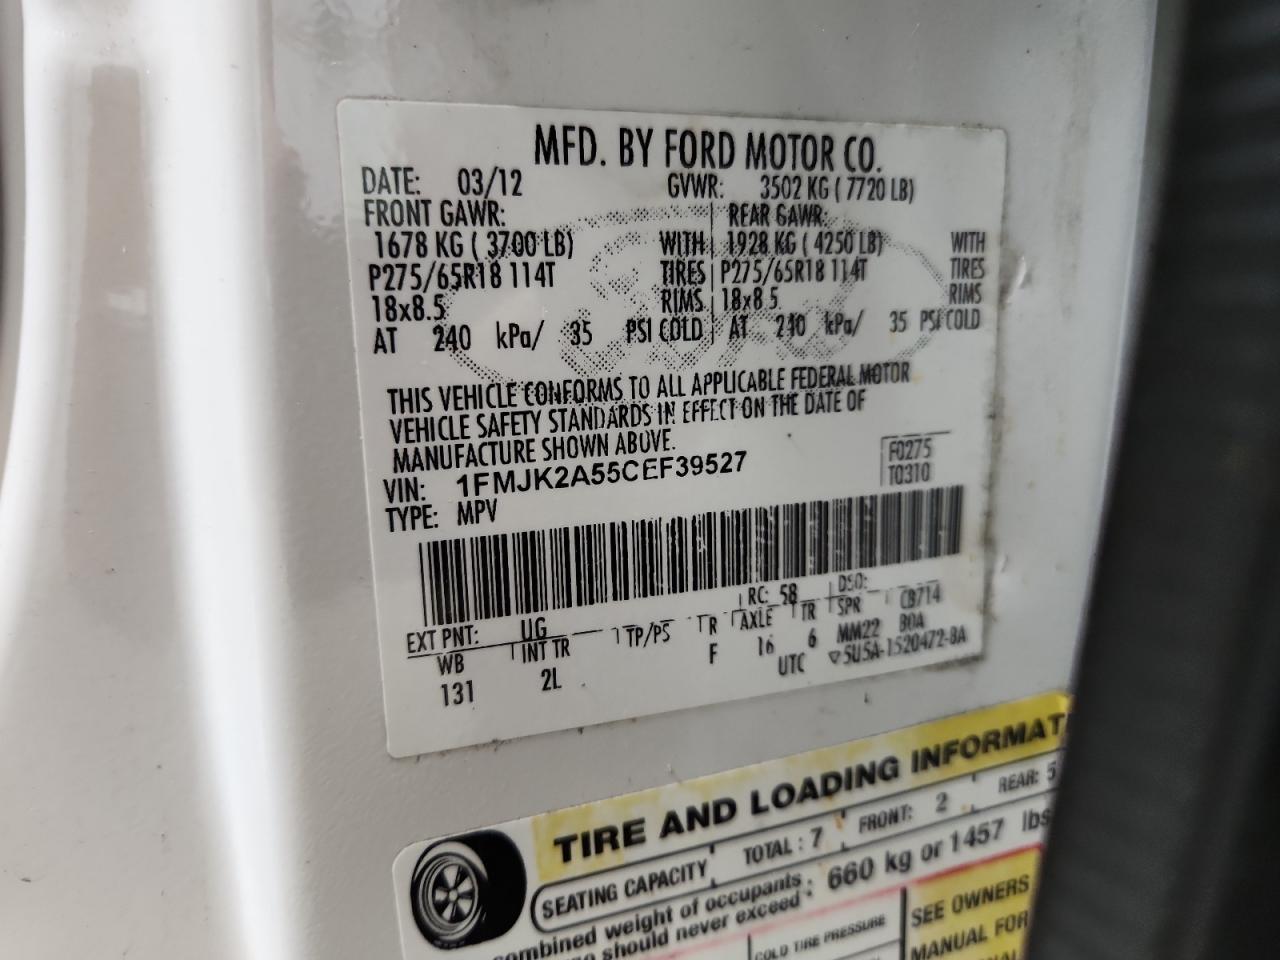 MFD. BY FORD MOTOR CO.
DATE: 03/12 GVWR: 3502 KG ( 7720 LB)
FRONT GAWR: REAR GAWR:
1678 KG ( 3700 LB) WITH 1928 KG ( 4250 LB) WITH
P275/65R18 114T TIRES P275/65R18 114T TIRES
18x8.5 RIMS 18x8.5 RIMS
AT 240 kPa/ 35 PSI COLD AT 240 kPa/ 35 PSI COLD
THIS VEHICLE CONFORMS TO ALL APPLICABLE FEDERAL MOTOR
VEHICLE SAFETY STANDARDS IN EFFECT ON THE DATE OF
MANUFACTURE SHOWN ABOVE.
VIN: 1FMJK2A55CEF39527 F0275
TYPE: MPV T0310
EXT PNT: UG RC: 58 DSO: CB714
WB INT TR TP/PS R AXLE TR SPR BOA
131 2L F 16 6 MM22
UTC ▽5U5A-1520472-BA
TIRE AND LOADING INFORMAT
SEATING CAPACITY TOTAL : 7 FRONT: 2 REAR: 5
combined weight of occupants : 660 kg or 1457 lbs
should never exceed
COLD TIRE PRESSURE SEE OWNERS
MANUAL FOR